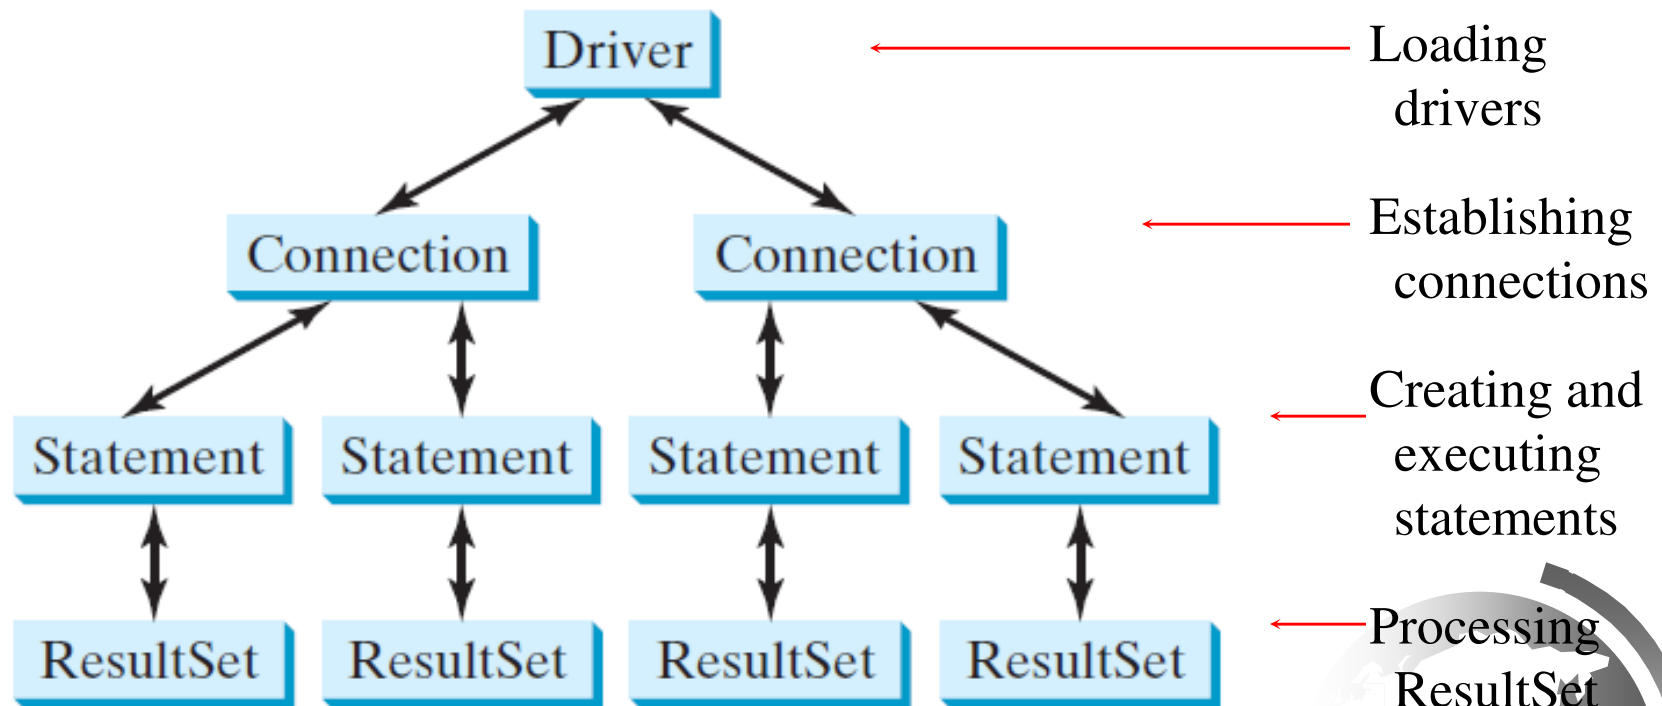 Driver
Loading
drivers
Connection Connection
Establishing
connections
Statement Statement Statement Statement
Creating and
executing
statements
ResultSet ResultSet ResultSet ResultSet
Processing
ResultSet